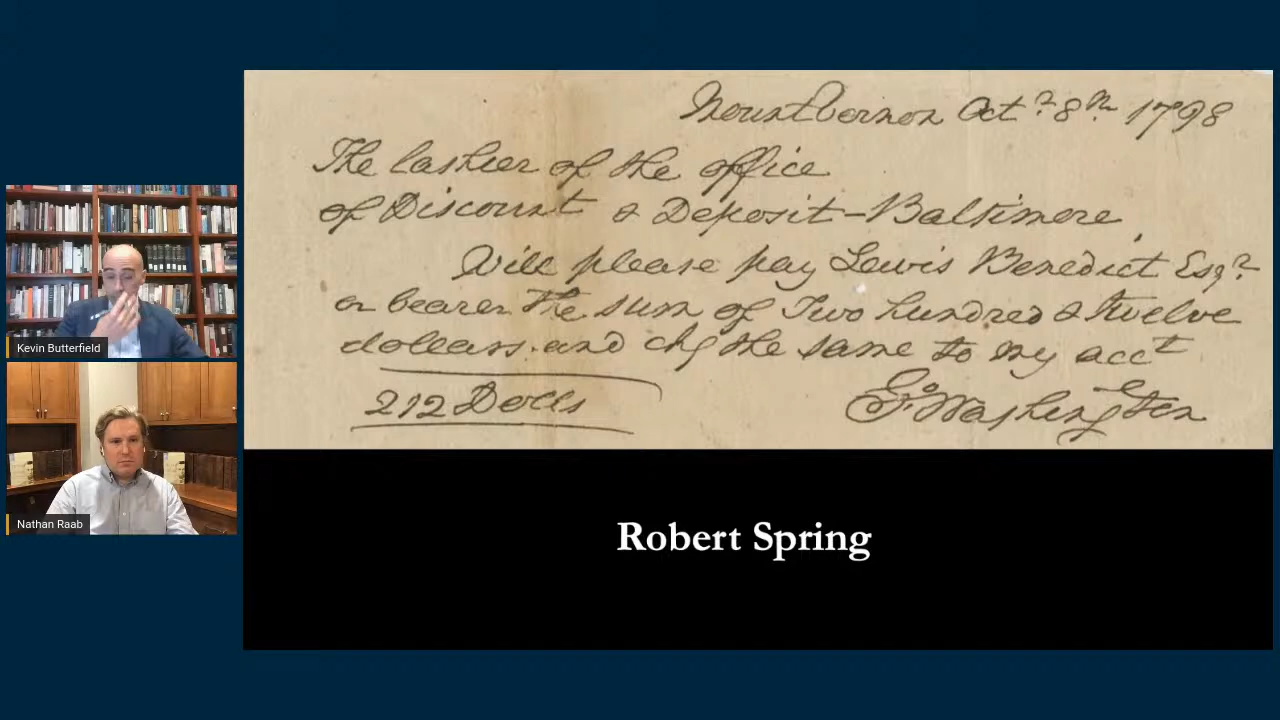 Mount Vernon Octr 8th 1798
The Cashier of the office
of Discount & Deposit-Baltimore,
Will please pay Lewis Benedict Esqr
or bearer the sum of Two hundred & twelve
dollars. and chg the same to my acct
212 Dolls
Go. Washington
Kevin Butterfield
Nathan Raab
Robert Spring